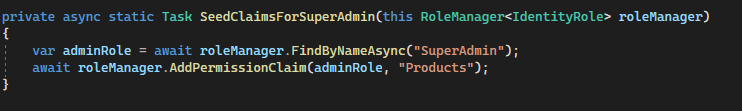 private async static Task SeedClaimsForSuperAdmin(this RoleManager<IdentityRole> roleManager)
{
    var adminRole = await roleManager.FindByNameAsync("SuperAdmin");
    await roleManager.AddPermissionClaim(adminRole, "Products");
}